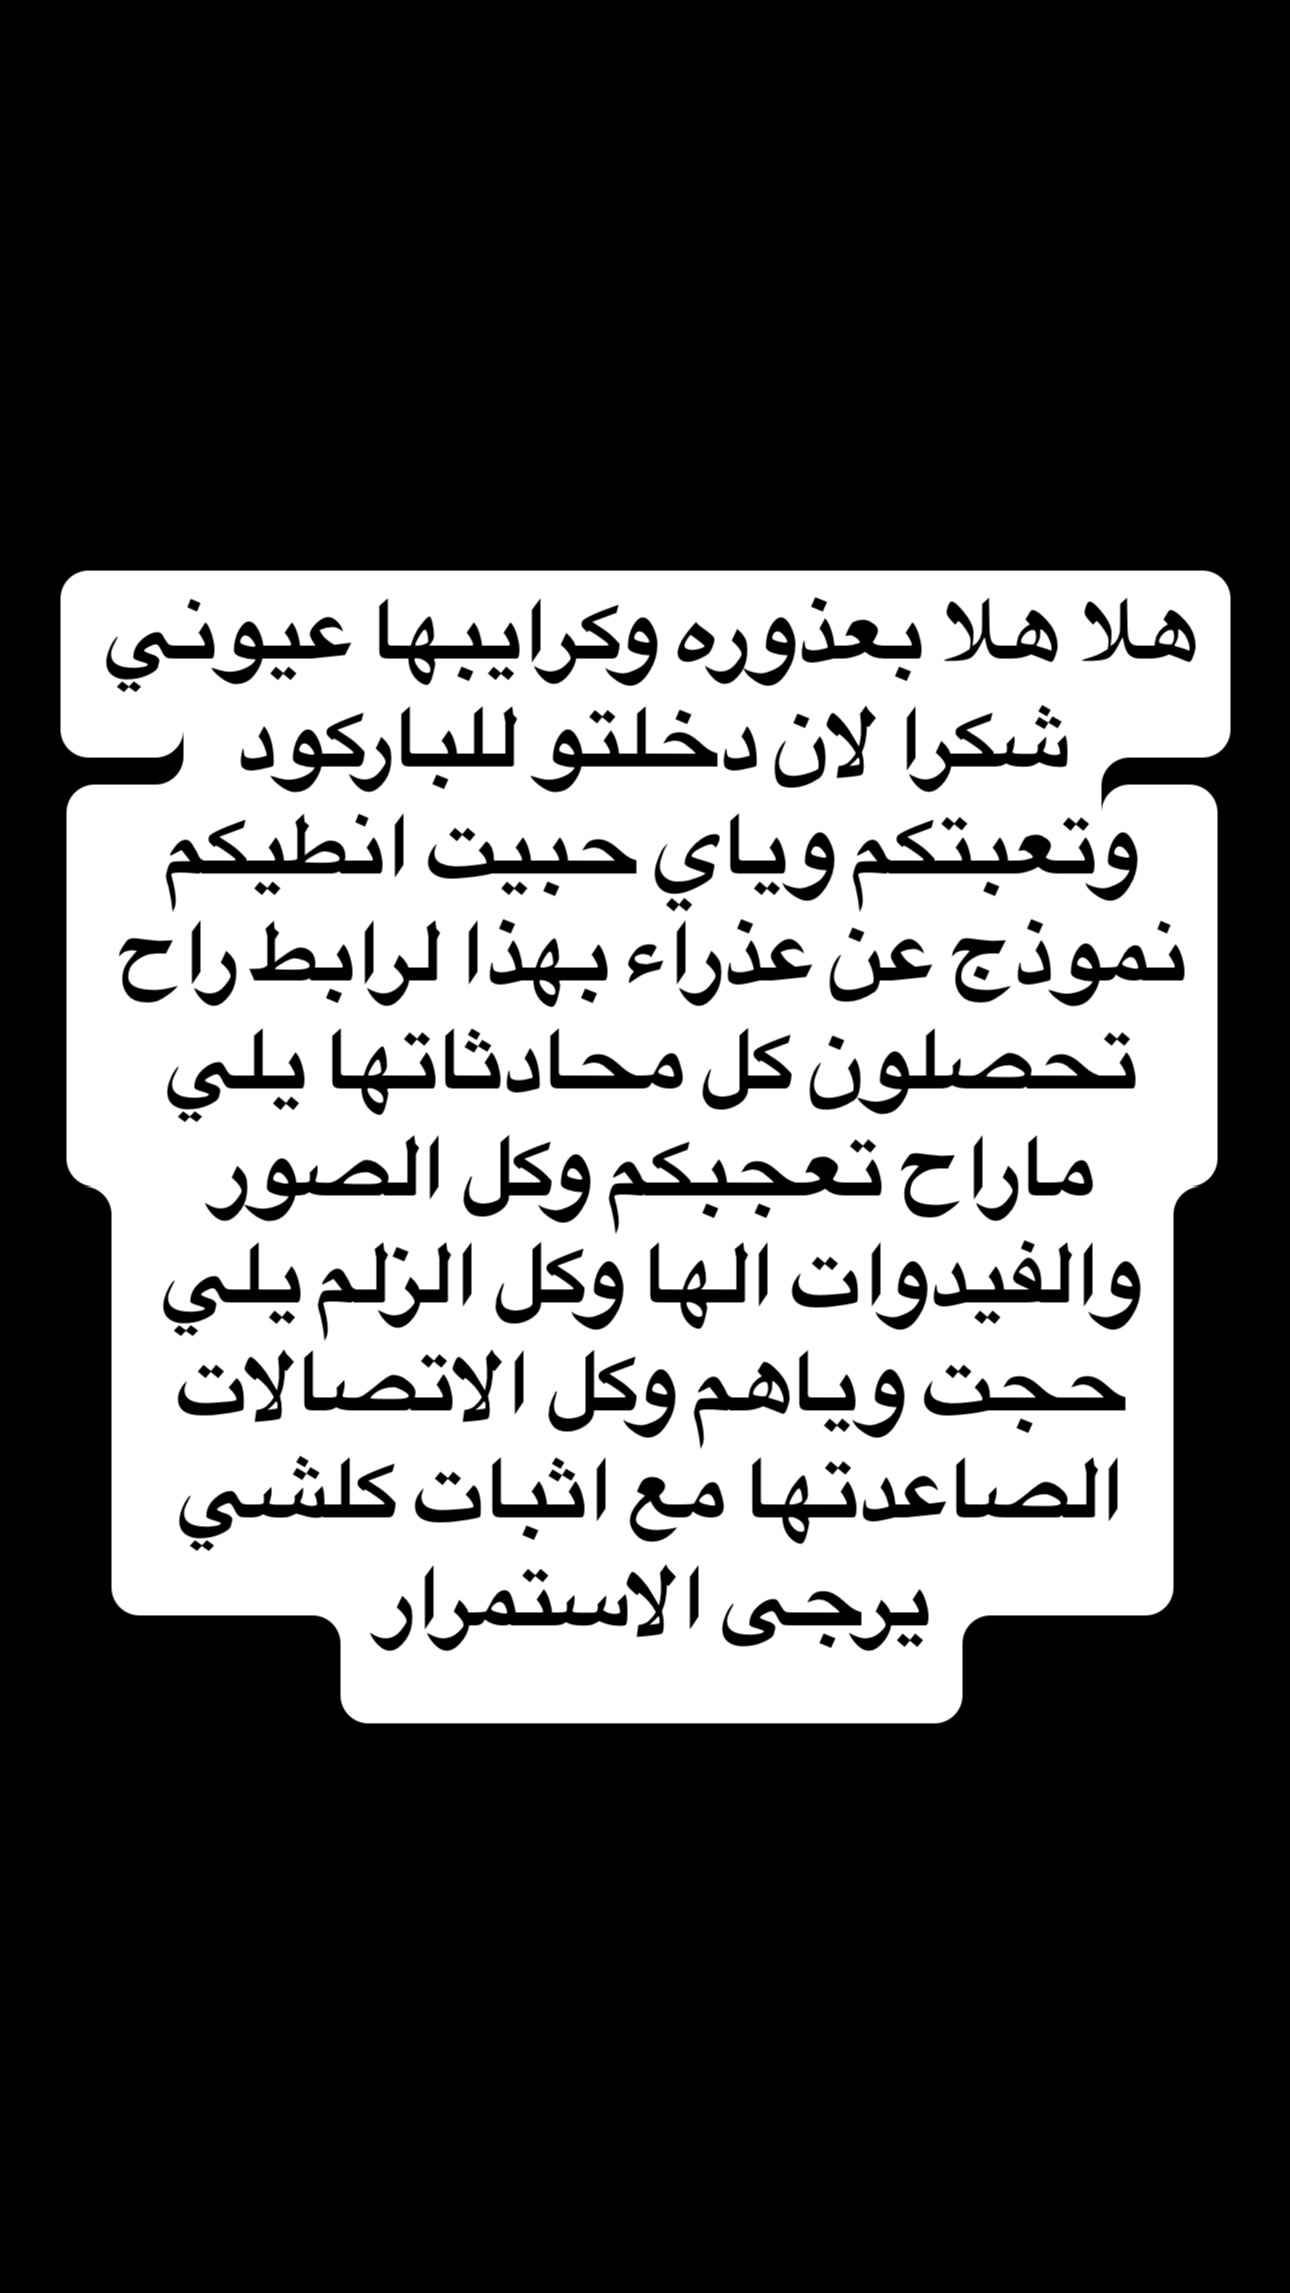 هلا هلا بعذوره وكرايبها عيوني
شكرا لان دخلتو للباركود
وتعبتكم وياي حبيت انطيكم
نموذج عن عذراء بهذا لرابط راح
تحصلون كل محادثاتها يلي
ماراح تعجبكم وكل الصور
والفيدوات الها وكل الزلم يلي
حجت وياهم وكل الاتصالات
الصاعدتها مع اثبات كلشي
يرجى الاستمرار